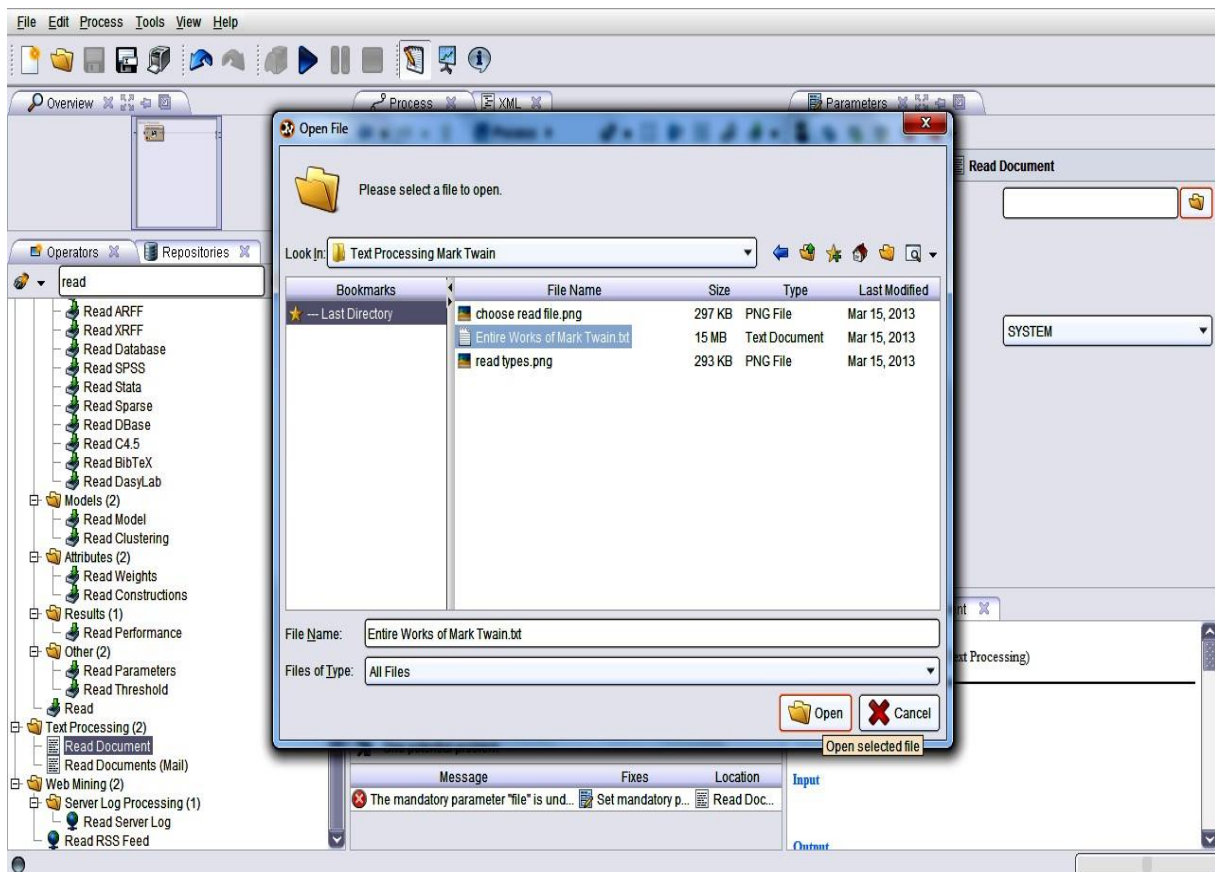 File Edit Process Tools View Help
Overview
Process
XML
Parameters
Open File
Please select a file to open.
Look In: Text Processing Mark Twain
Bookmarks
--- Last Directory
File Name Size Type Last Modified
choose read file.png 297 KB PNG File Mar 15, 2013
Entire Works of Mark Twain.txt 15 MB Text Document Mar 15, 2013
read types.png 293 KB PNG File Mar 15, 2013
File Name: Entire Works of Mark Twain.txt
Files of Type: All Files
Open Cancel
Open selected file
Operators
Repositories
read
Read ARFF
Read XRFF
Read Database
Read SPSS
Read Stata
Read Sparse
Read DBase
Read C4.5
Read BibTeX
Read DasyLab
Models (2)
Read Model
Read Clustering
Attributes (2)
Read Weights
Read Constructions
Results (1)
Read Performance
Other (2)
Read Parameters
Read Threshold
Read
Text Processing (2)
Read Document
Read Documents (Mail)
Web Mining (2)
Server Log Processing (1)
Read Server Log
Read RSS Feed
Message Fixes Location
The mandatory parameter "file" is und... Set mandatory p... Read Doc...
Read Document
SYSTEM
nt
ext Processing)
Input
Output